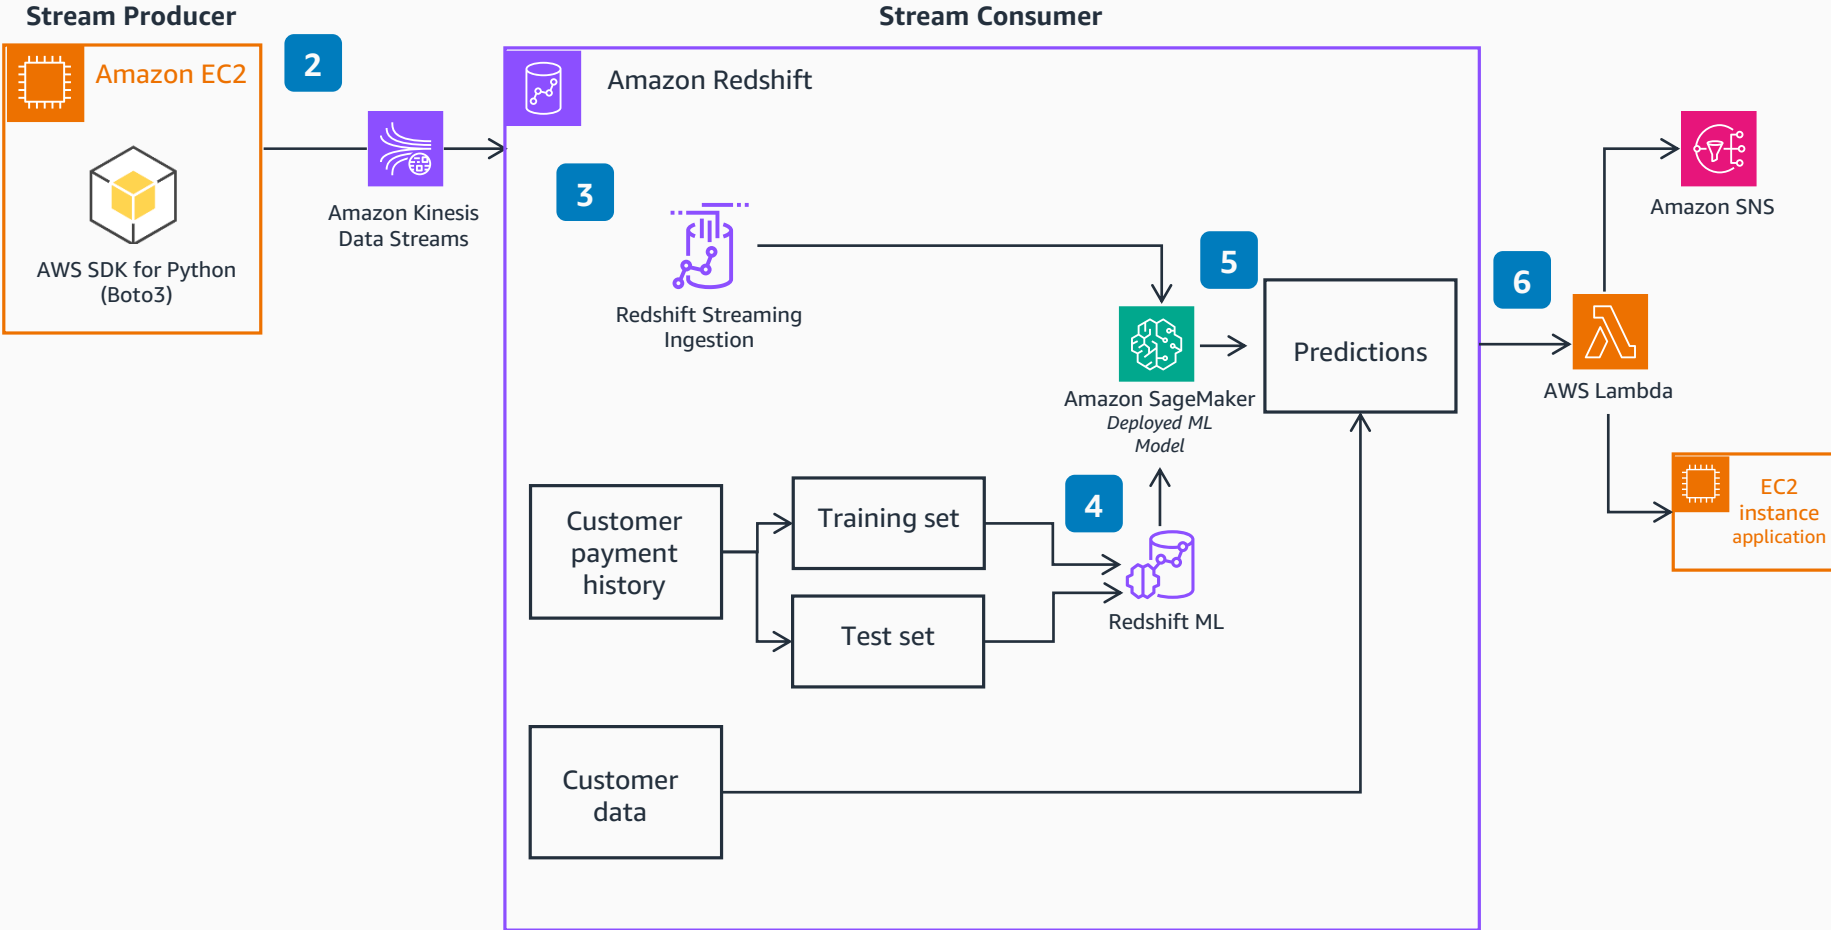 Stream Producer
Stream Consumer
Amazon EC2
2
Amazon Redshift
AWS SDK for Python
(Boto3)
Amazon Kinesis
Data Streams
3
Redshift Streaming
Ingestion
5
Amazon SageMaker
Deployed ML
Model
Predictions
Customer
payment
history
Training set
Test set
4
Redshift ML
Customer
data
6
AWS Lambda
Amazon SNS
EC2
instance
application